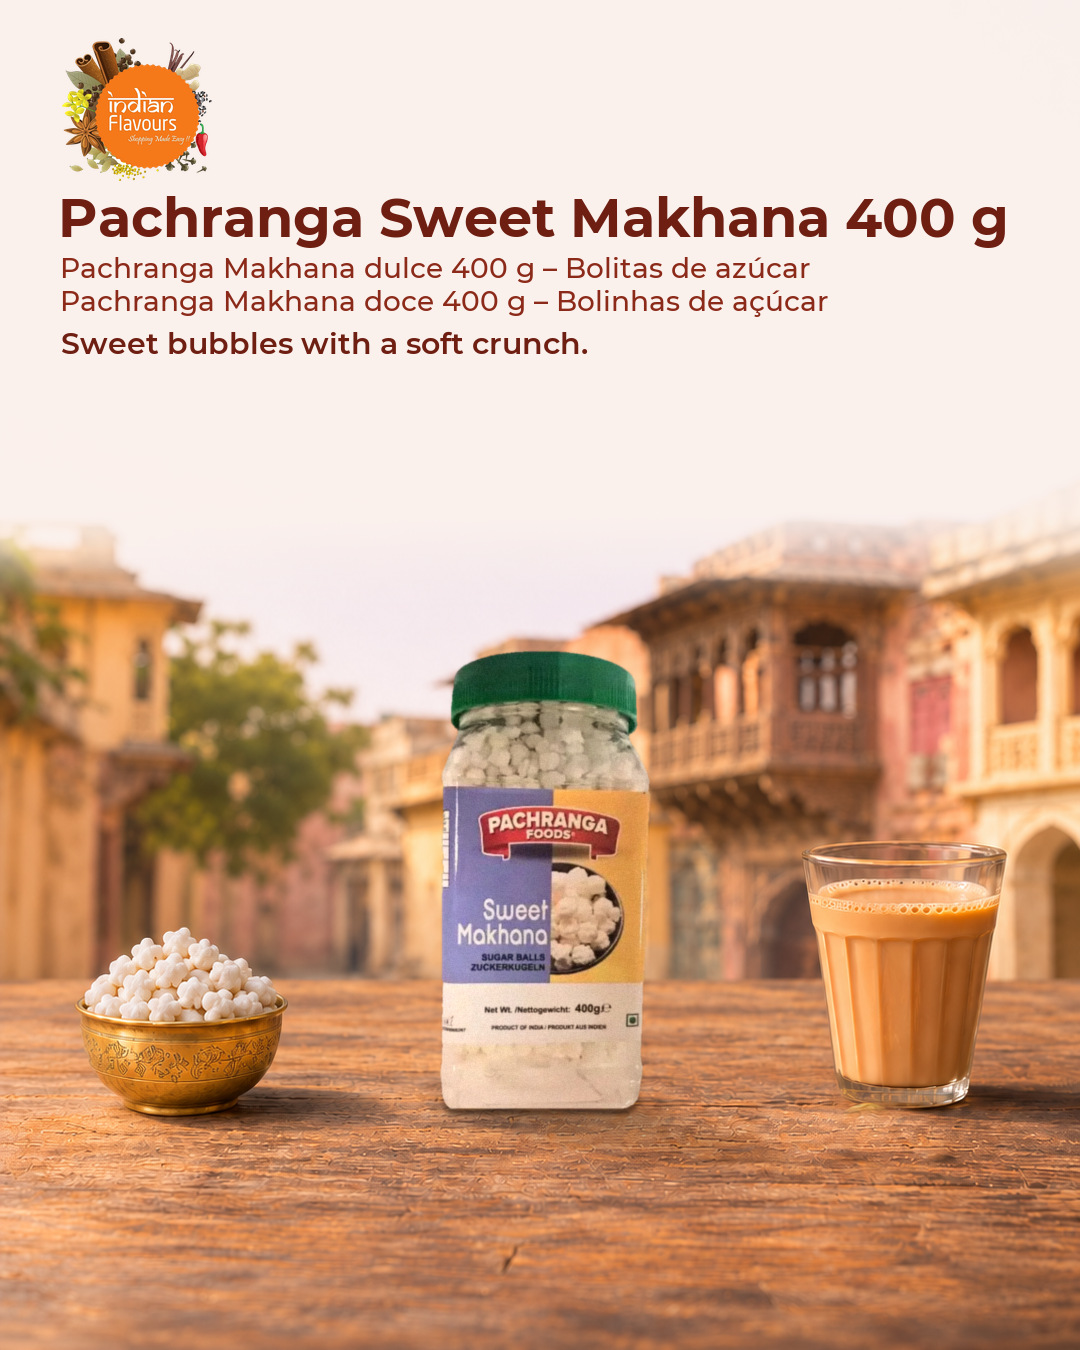 indian
Flavours
Shopping Made Easy !!
Pachranga Sweet Makhana 400 g
Pachranga Makhana dulce 400 g – Bolitas de azúcar
Pachranga Makhana doce 400 g – Bolinhas de açúcar
Sweet bubbles with a soft crunch.
PACHRANGA
FOODS
Sweet
Makhana
SUGAR BALLS
ZUCKERKUGELN
Net Wt. /Nettogewicht: 400g ℮
PRODUCT OF INDIA / PRODUKT AUS INDIEN